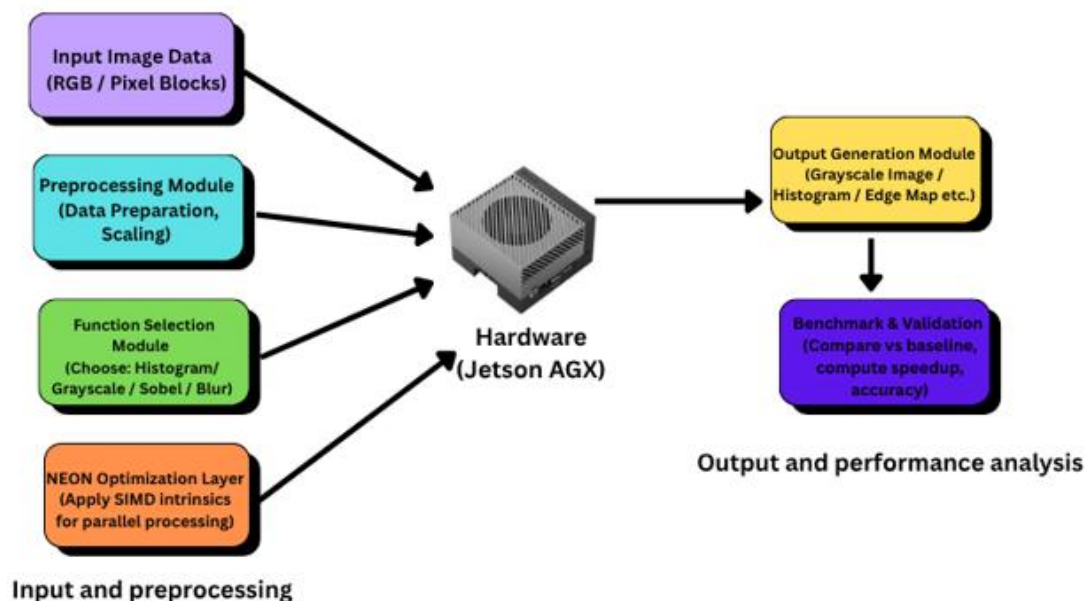 Input Image Data
(RGB / Pixel Blocks)
Preprocessing Module
(Data Preparation,
Scaling)
Function Selection
Module
(Choose: Histogram/
Grayscale / Sobel / Blur)
NEON Optimization Layer
(Apply SIMD intrinsics
for parallel processing)
Input and preprocessing
Hardware
(Jetson AGX)
Output Generation Module
(Grayscale Image /
Histogram / Edge Map etc.)
Benchmark & Validation
(Compare vs baseline,
compute speedup,
accuracy)
Output and performance analysis